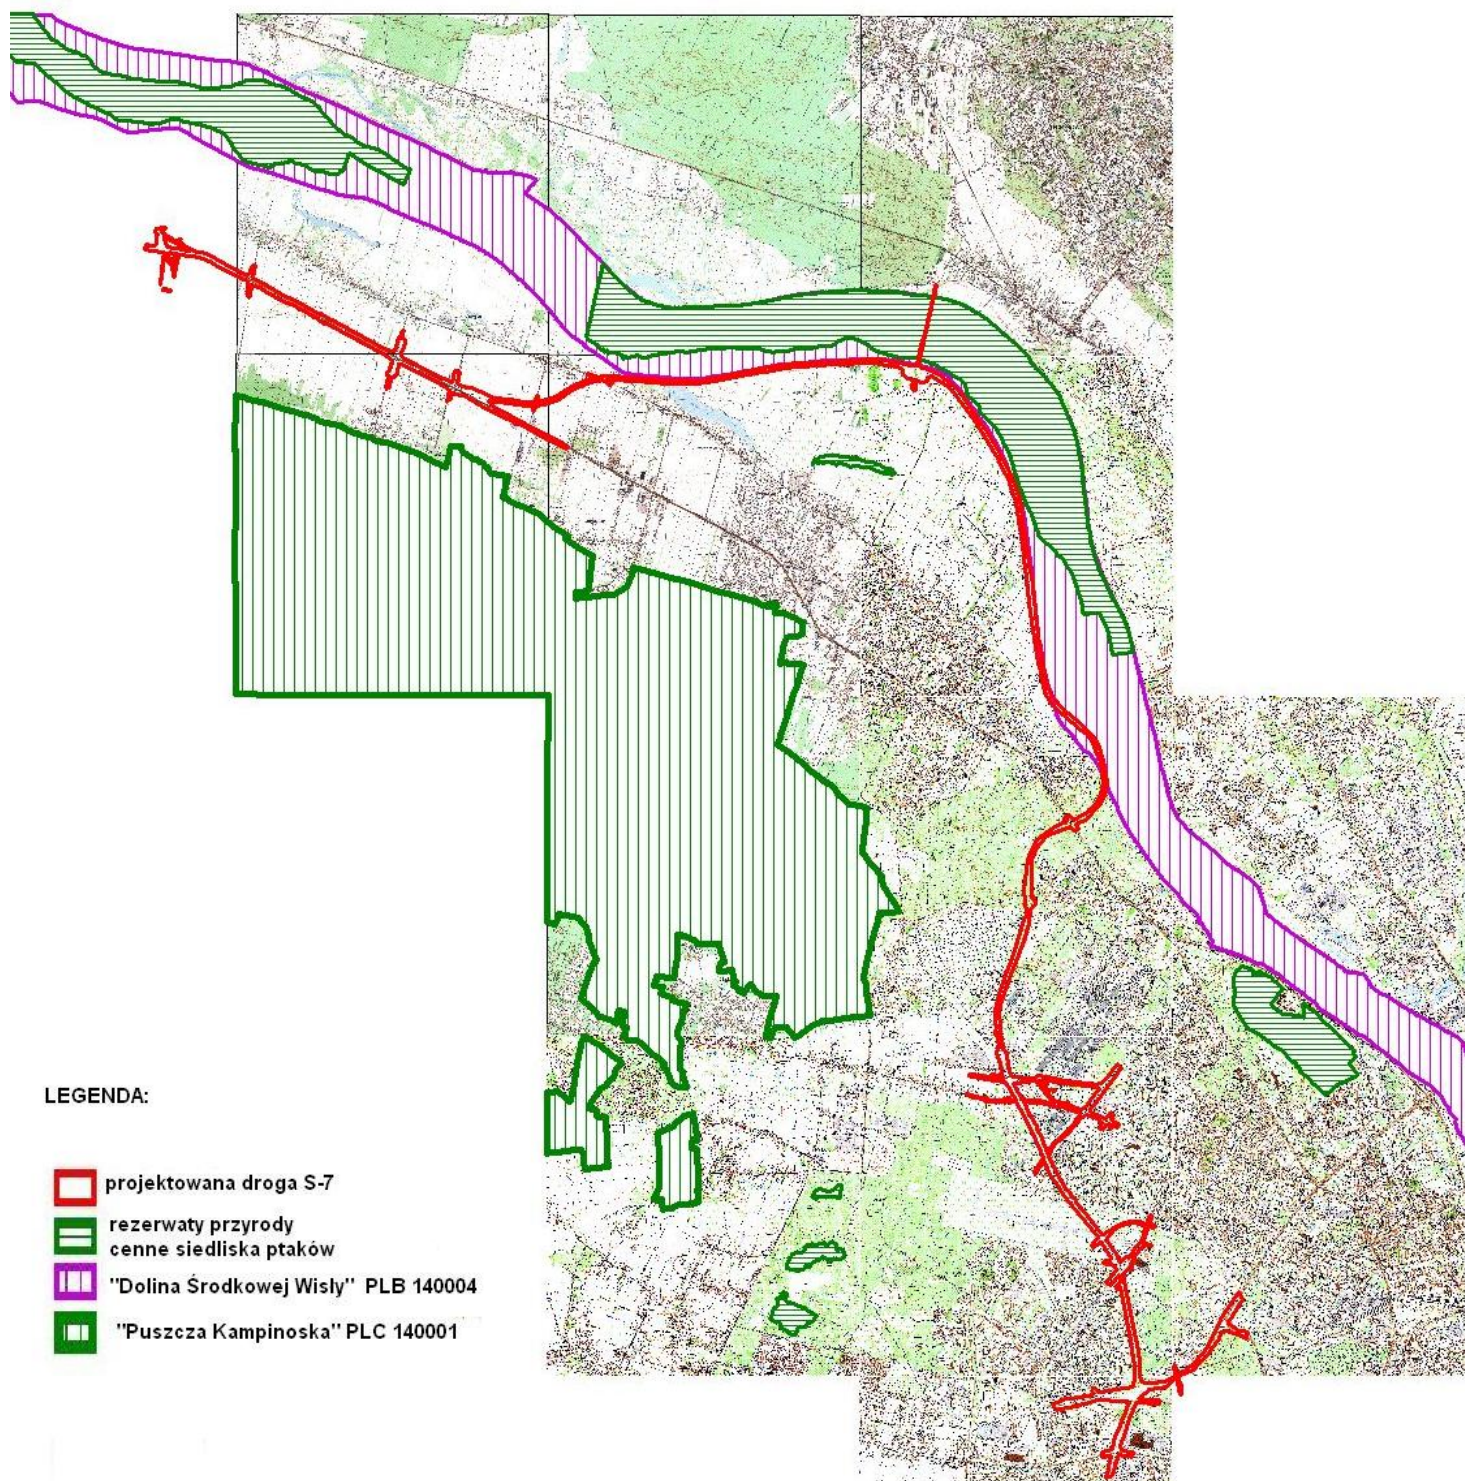 LEGENDA:
projektowana droga S-7
rezerwaty przyrody
cenne siedliska ptaków
"Dolina Środkowej Wisły" PLB 140004
"Puszcza Kampinoska" PLC 140001